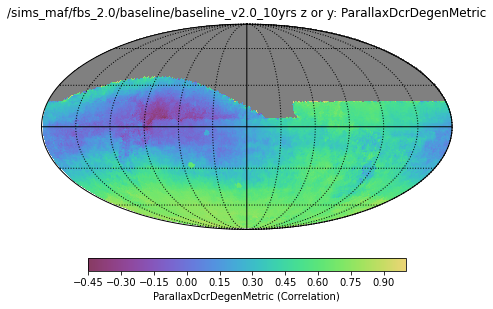 /sims_maf/fbs_2.0/baseline/baseline_v2.0_10yrs z or y: ParallaxDcrDegenMetric
−0.45 −0.30 −0.15 0.00 0.15 0.30 0.45 0.60 0.75 0.90
ParallaxDcrDegenMetric (Correlation)